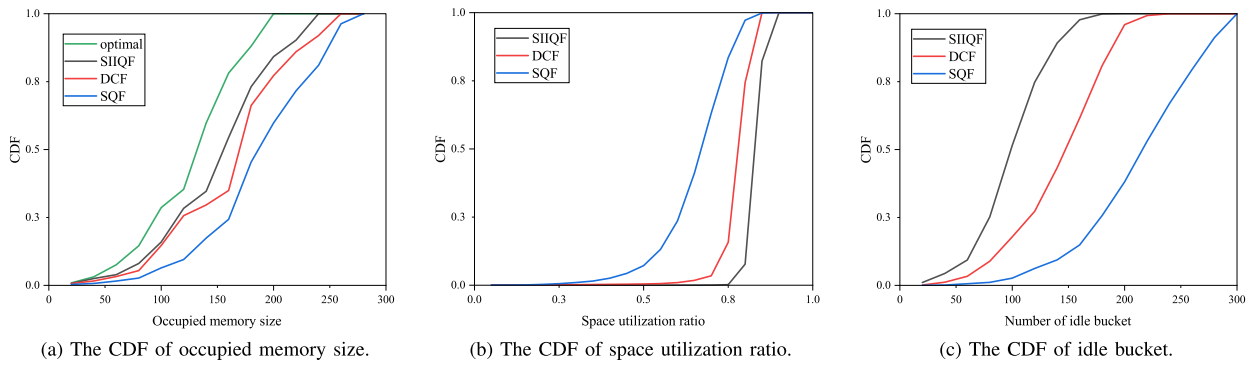 1.0
0.8
0.5
0.3
0.0
CDF
optimal
SIIQF
DCF
SQF
0
50
100
150
200
250
300
Occupied memory size
(a) The CDF of occupied memory size.
1.0
0.8
0.5
0.3
0.0
CDF
SIIQF
DCF
SQF
0.0
0.3
0.5
0.8
1.0
Space utilization ratio
(b) The CDF of space utilization ratio.
1.0
0.8
0.5
0.3
0.0
CDF
SIIQF
DCF
SQF
0
50
100
150
200
250
300
Number of idle bucket
(c) The CDF of idle bucket.